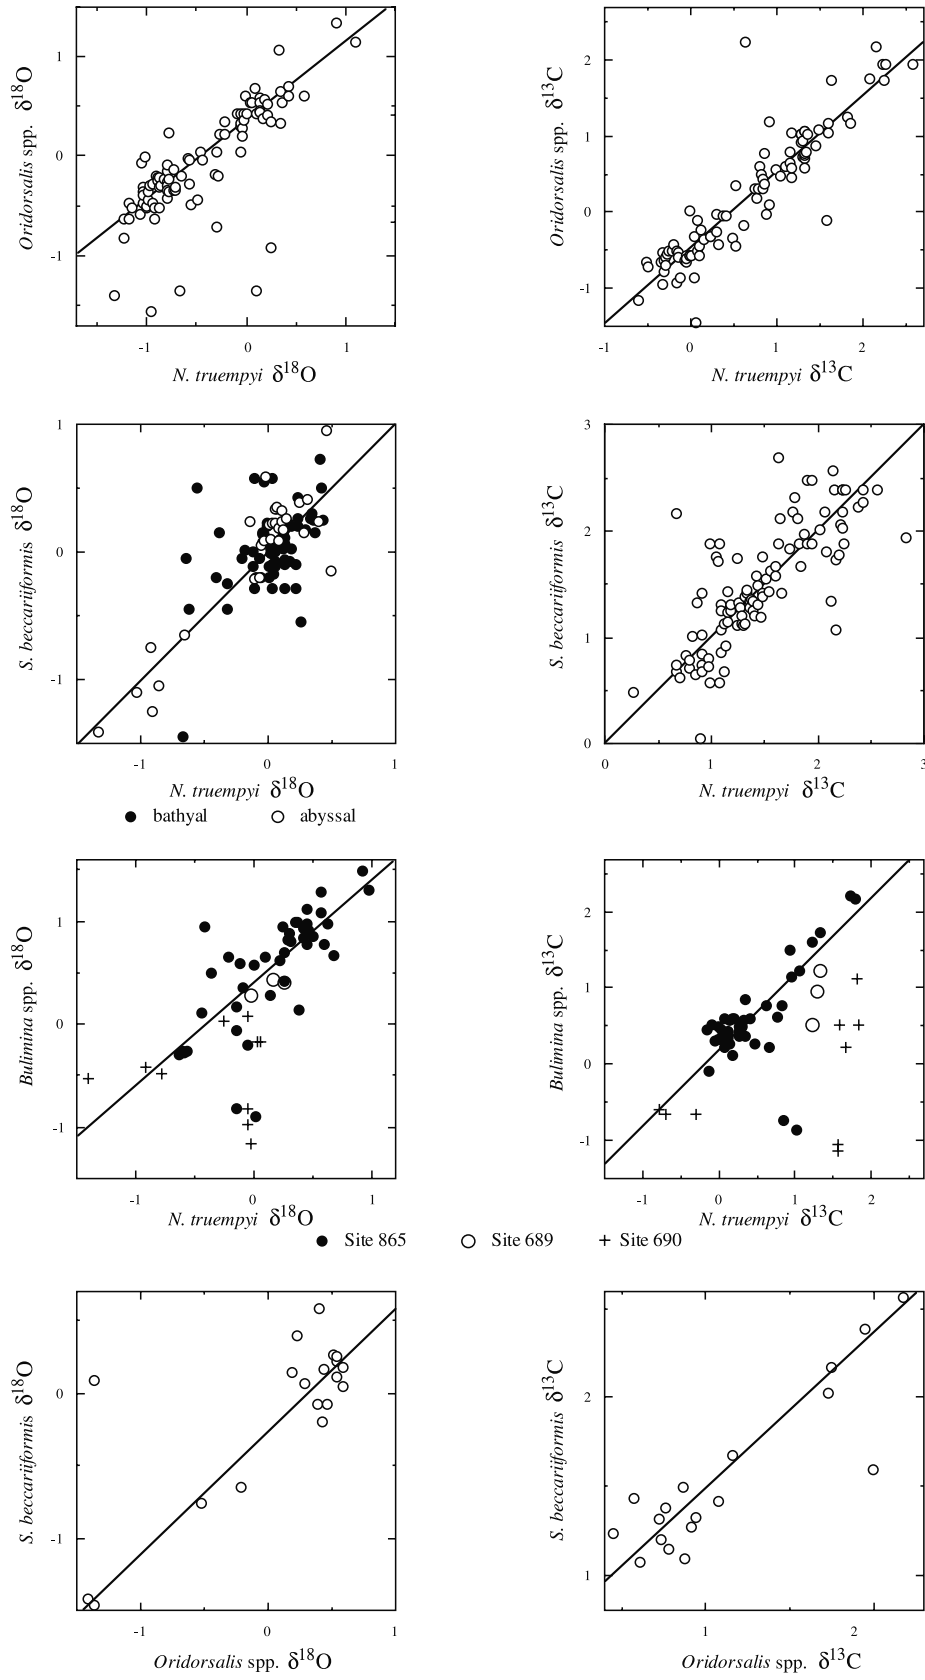 1
0
-1
Oridorsalis spp. δ18O
-1 0 1
N. truempyi δ18O
2
1
0
-1
Oridorsalis spp. δ13C
-1 0 1 2
N. truempyi δ13C
1
0
-1
S. beccariiformis δ18O
-1 0 1
N. truempyi δ18O
3
2
1
0
S. beccariiformis δ13C
0 1 2 3
N. truempyi δ13C
bathyal abyssal
1
0
-1
Bulimina spp. δ18O
-1 0 1
N. truempyi δ18O
2
1
0
-1
Bulimina spp. δ13C
-1 0 1 2
N. truempyi δ13C
Site 865 Site 689 + Site 690
0
-1
S. beccariiformis δ18O
-1 0 1
Oridorsalis spp. δ18O
2
1
S. beccariiformis δ13C
1 2
Oridorsalis spp. δ13C